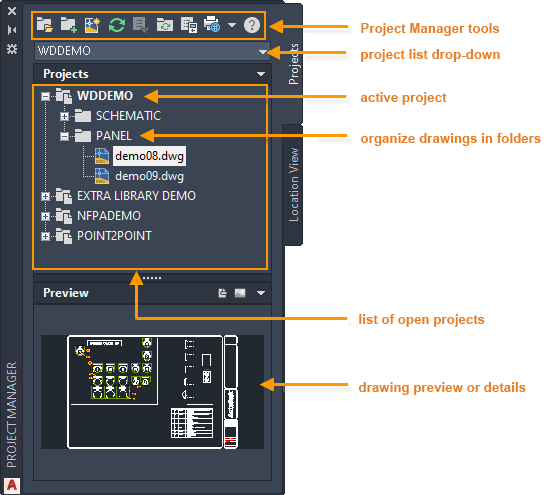 Project Manager tools
WDDEMO
project list drop-down
Projects
Projects
WDDEMO
active project
SCHEMATIC
PANEL
organize drawings in folders
demo08.dwg
demo09.dwg
Location View
EXTRA LIBRARY DEMO
NFPADEMO
POINT2POINT
Preview
list of open projects
drawing preview or details
PROJECT MANAGER
A